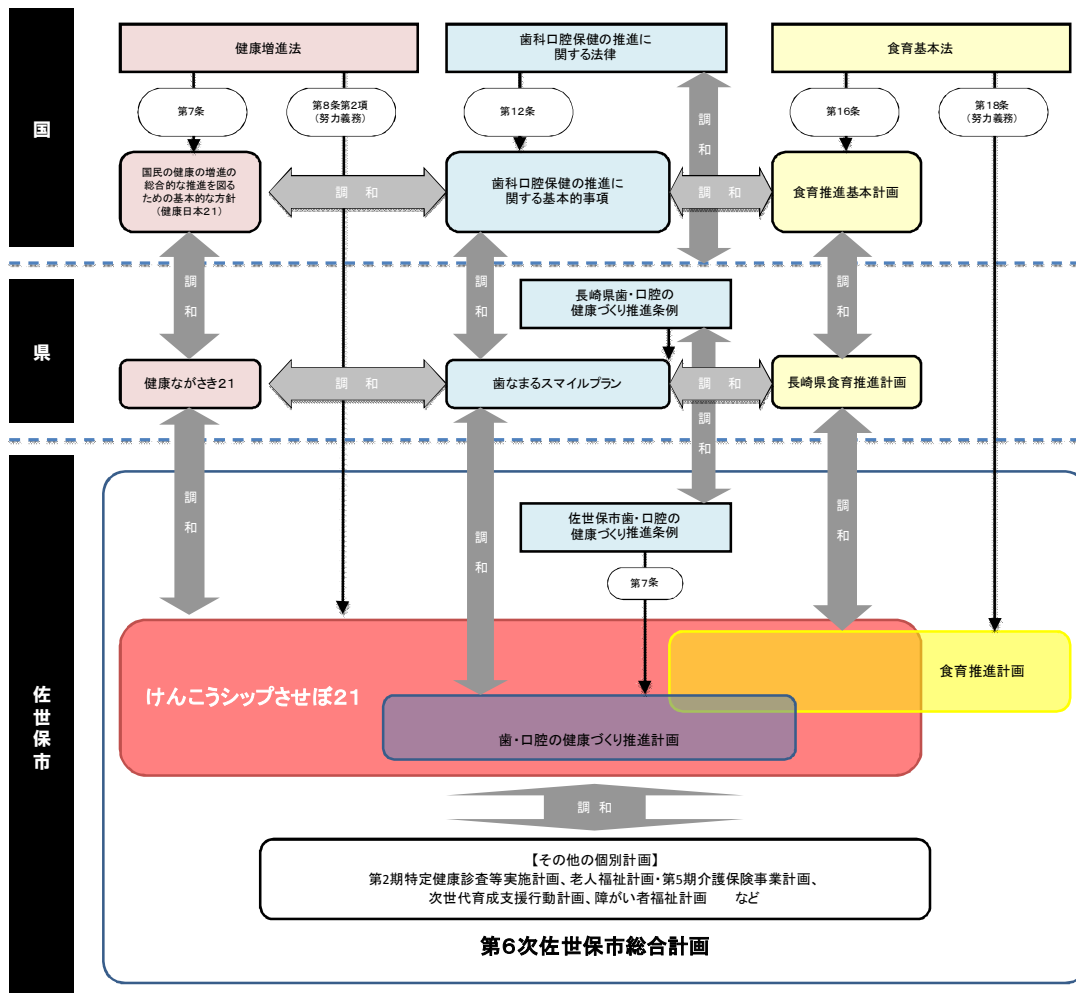 国
健康増進法
歯科口腔保健の推進に
関する法律
食育基本法
第7条
第8条第2項
(努力義務)
第12条
調和
第16条
第18条
(努力義務)
国民の健康の増進の
総合的な推進を図る
ための基本的な方針
(健康日本21)
調 和
歯科口腔保健の推進に
関する基本的事項
調 和
食育推進基本計画
調和
調和
調和
県
長崎県歯・口腔の
健康づくり推進条例
健康ながさき21
調 和
歯なまるスマイルプラン
調 和
長崎県食育推進計画
調和
佐世保市
調和
調和
調和
佐世保市歯・口腔の
健康づくり推進条例
第7条
けんこうシップさせぼ21
食育推進計画
歯・口腔の健康づくり推進計画
調 和
【その他の個別計画】
第2期特定健康診査等実施計画、老人福祉計画・第5期介護保険事業計画、
次世代育成支援行動計画、障がい者福祉計画 など
第6次佐世保市総合計画